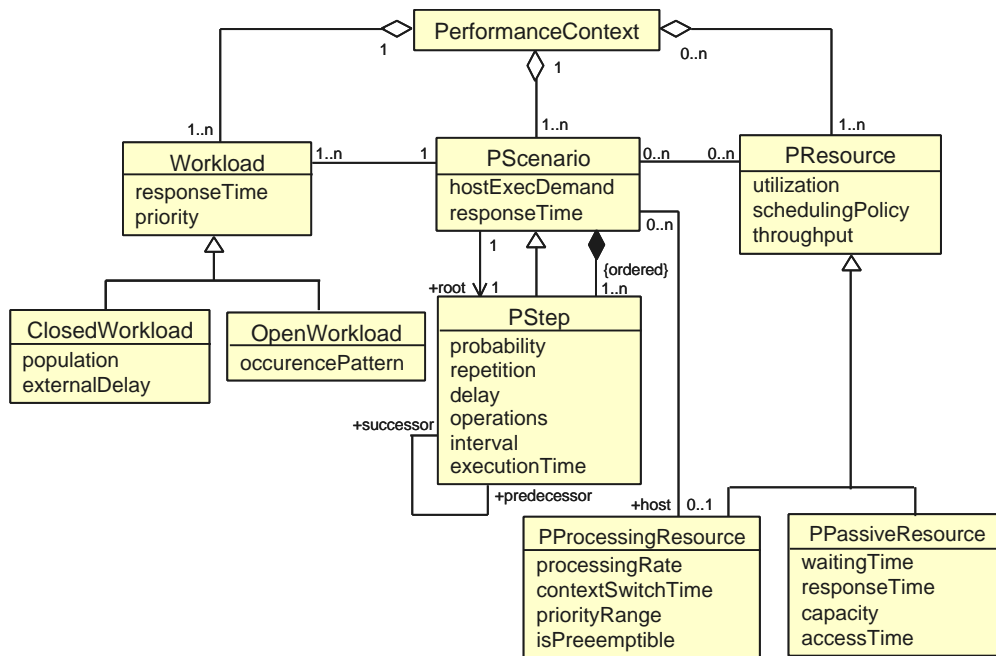 PerformanceContext
1
1
0..n
1..n
1..n
1..n
Workload
responseTime
priority
1..n
1
PScenario
hostExecDemand
responseTime
0..n
0..n
PResource
utilization
schedulingPolicy
throughput
0..n
1
{ordered}
+root
1
1..n
ClosedWorkload
population
externalDelay
OpenWorkload
occurencePattern
PStep
probability
repetition
delay
operations
interval
executionTime
+successor
+predecessor
+host
0..1
PProcessingResource
processingRate
contextSwitchTime
priorityRange
isPreeemptible
PPassiveResource
waitingTime
responseTime
capacity
accessTime